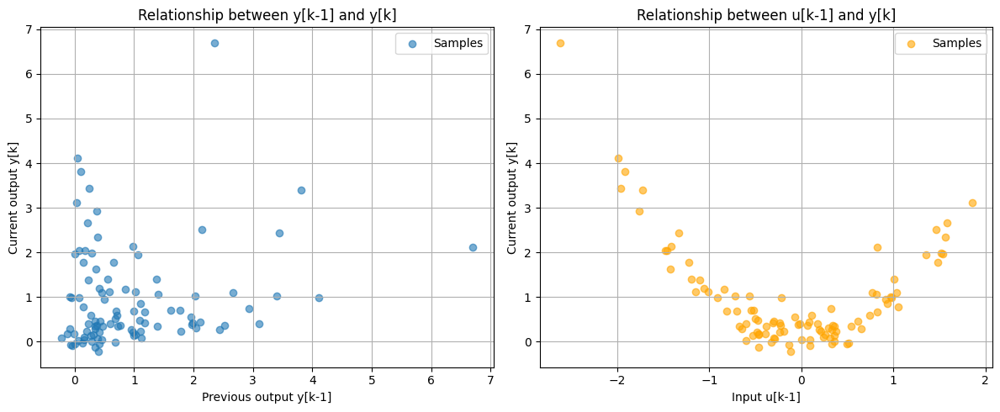 Relationship between y[k-1] and y[k]
Samples
Current output y[k]
7
6
5
4
3
2
1
0
0 1 2 3 4 5 6 7
Previous output y[k-1]
Relationship between u[k-1] and y[k]
Samples
Current output y[k]
7
6
5
4
3
2
1
0
−2 −1 0 1 2
Input u[k-1]